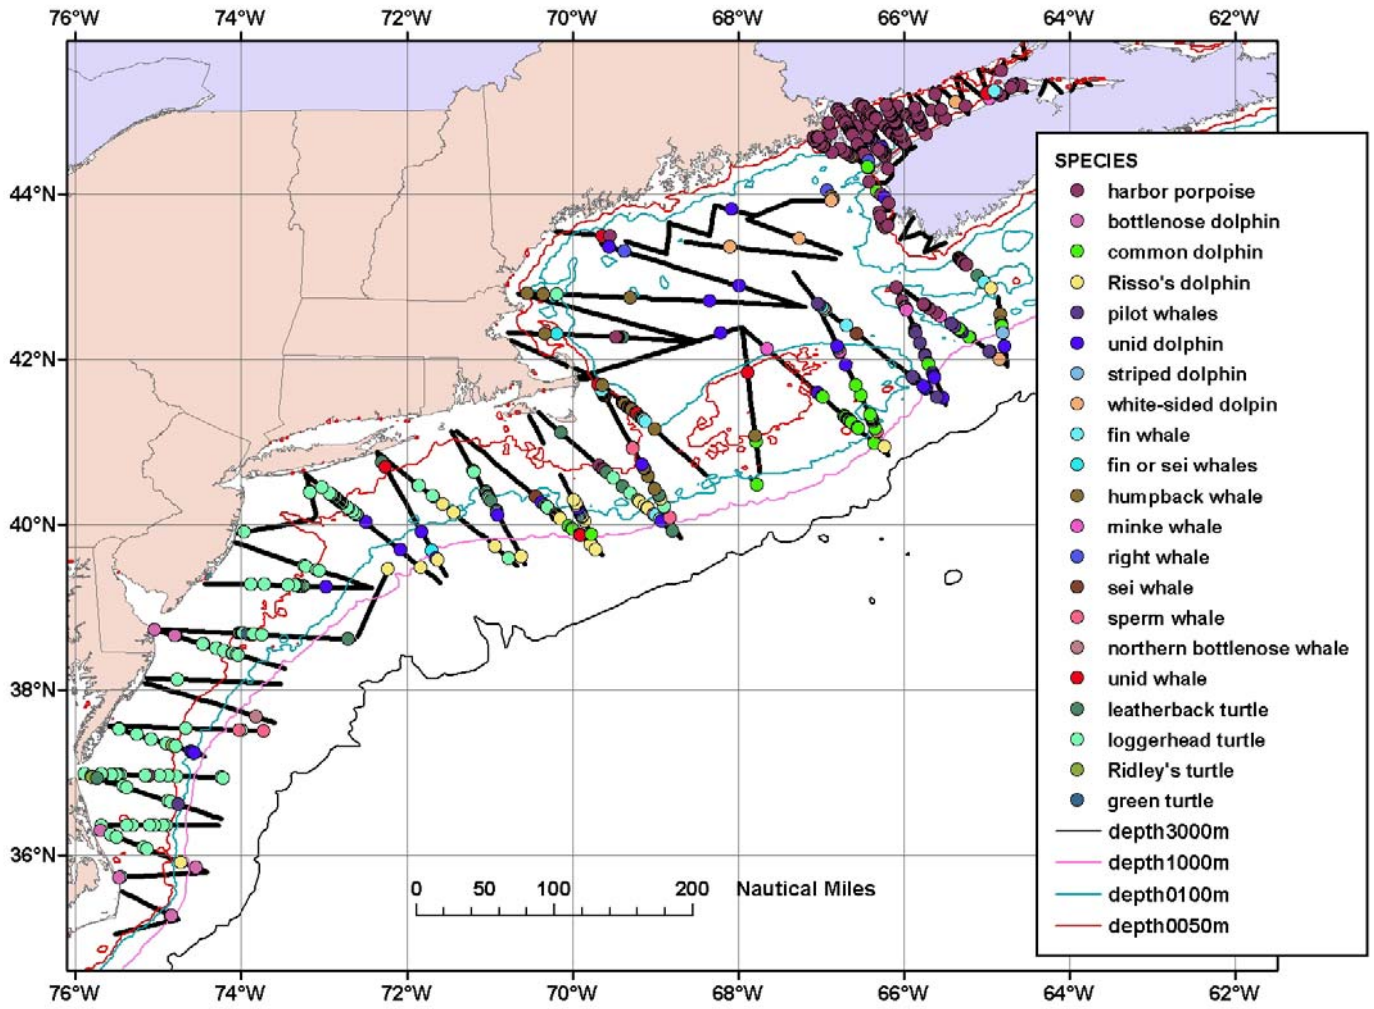 76°W 74°W 72°W 70°W 68°W 66°W 64°W 62°W
44°N
42°N
40°N
38°N
36°N
SPECIES
harbor porpoise
bottlenose dolphin
common dolphin
Risso's dolphin
pilot whales
unid dolphin
striped dolphin
white-sided dolpin
fin whale
fin or sei whales
humpback whale
minke whale
right whale
sei whale
sperm whale
northern bottlenose whale
unid whale
leatherback turtle
loggerhead turtle
Ridley's turtle
green turtle
depth3000m
depth1000m
depth0100m
depth0050m
0 50 100 200 Nautical Miles
76°W 74°W 72°W 70°W 68°W 66°W 64°W 62°W